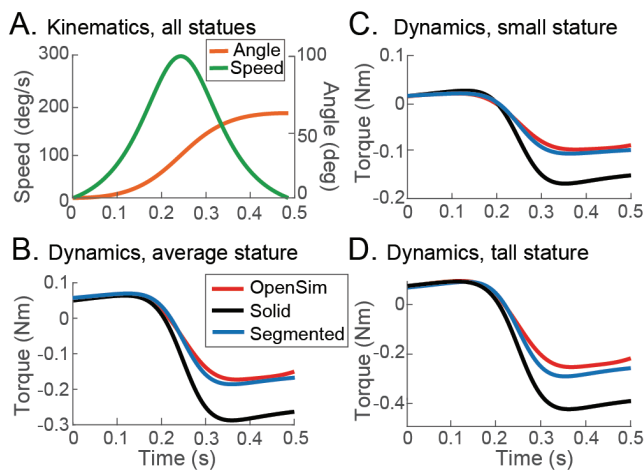 A. Kinematics, all statues
Speed (deg/s)
300
200
100
0
Angle
Speed
100
50
0
Angle (deg)
0 0.1 0.2 0.3 0.4 0.5
C. Dynamics, small stature
Torque (Nm)
0.1
0
-0.1
-0.2
0 0.1 0.2 0.3 0.4 0.5
B. Dynamics, average stature
Torque (Nm)
0.1
0
-0.1
-0.2
-0.3
OpenSim
Solid
Segmented
0 0.1 0.2 0.3 0.4 0.5
Time (s)
D. Dynamics, tall stature
Torque (Nm)
0
-0.2
-0.4
0 0.1 0.2 0.3 0.4 0.5
Time (s)